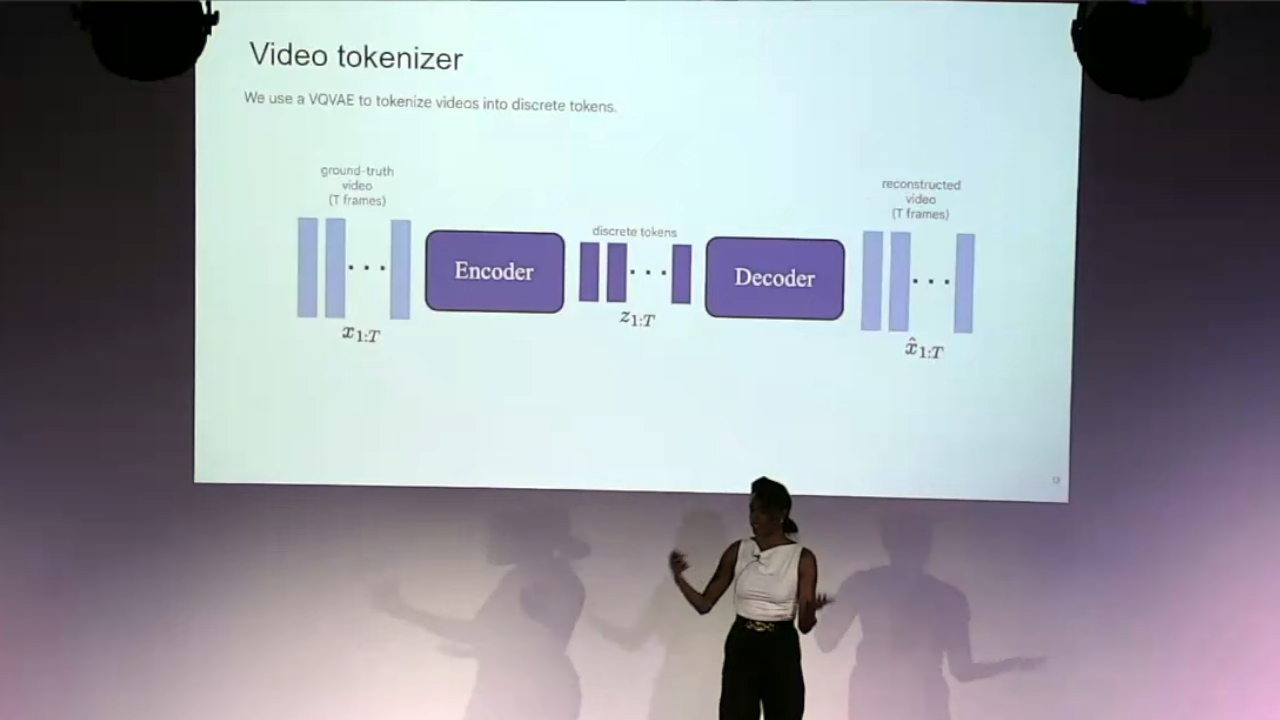 Video tokenizer
We use a VQVAE to tokenize videos into discrete tokens.
ground-truth
video
(T frames)
x₁:T
Encoder
discrete tokens
z₁:T
Decoder
reconstructed
video
(T frames)
x̂₁:T
13